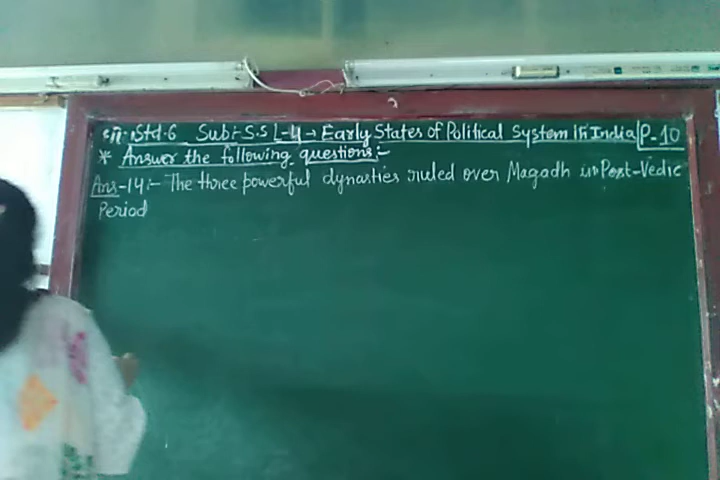 Std.6 Sub:-S.S L-4 → Early States of Political System in India P-10
* Answer the following questions:-
Ans-14:- The three powerful dynasties ruled over Magadh in Post-Vedic
Period